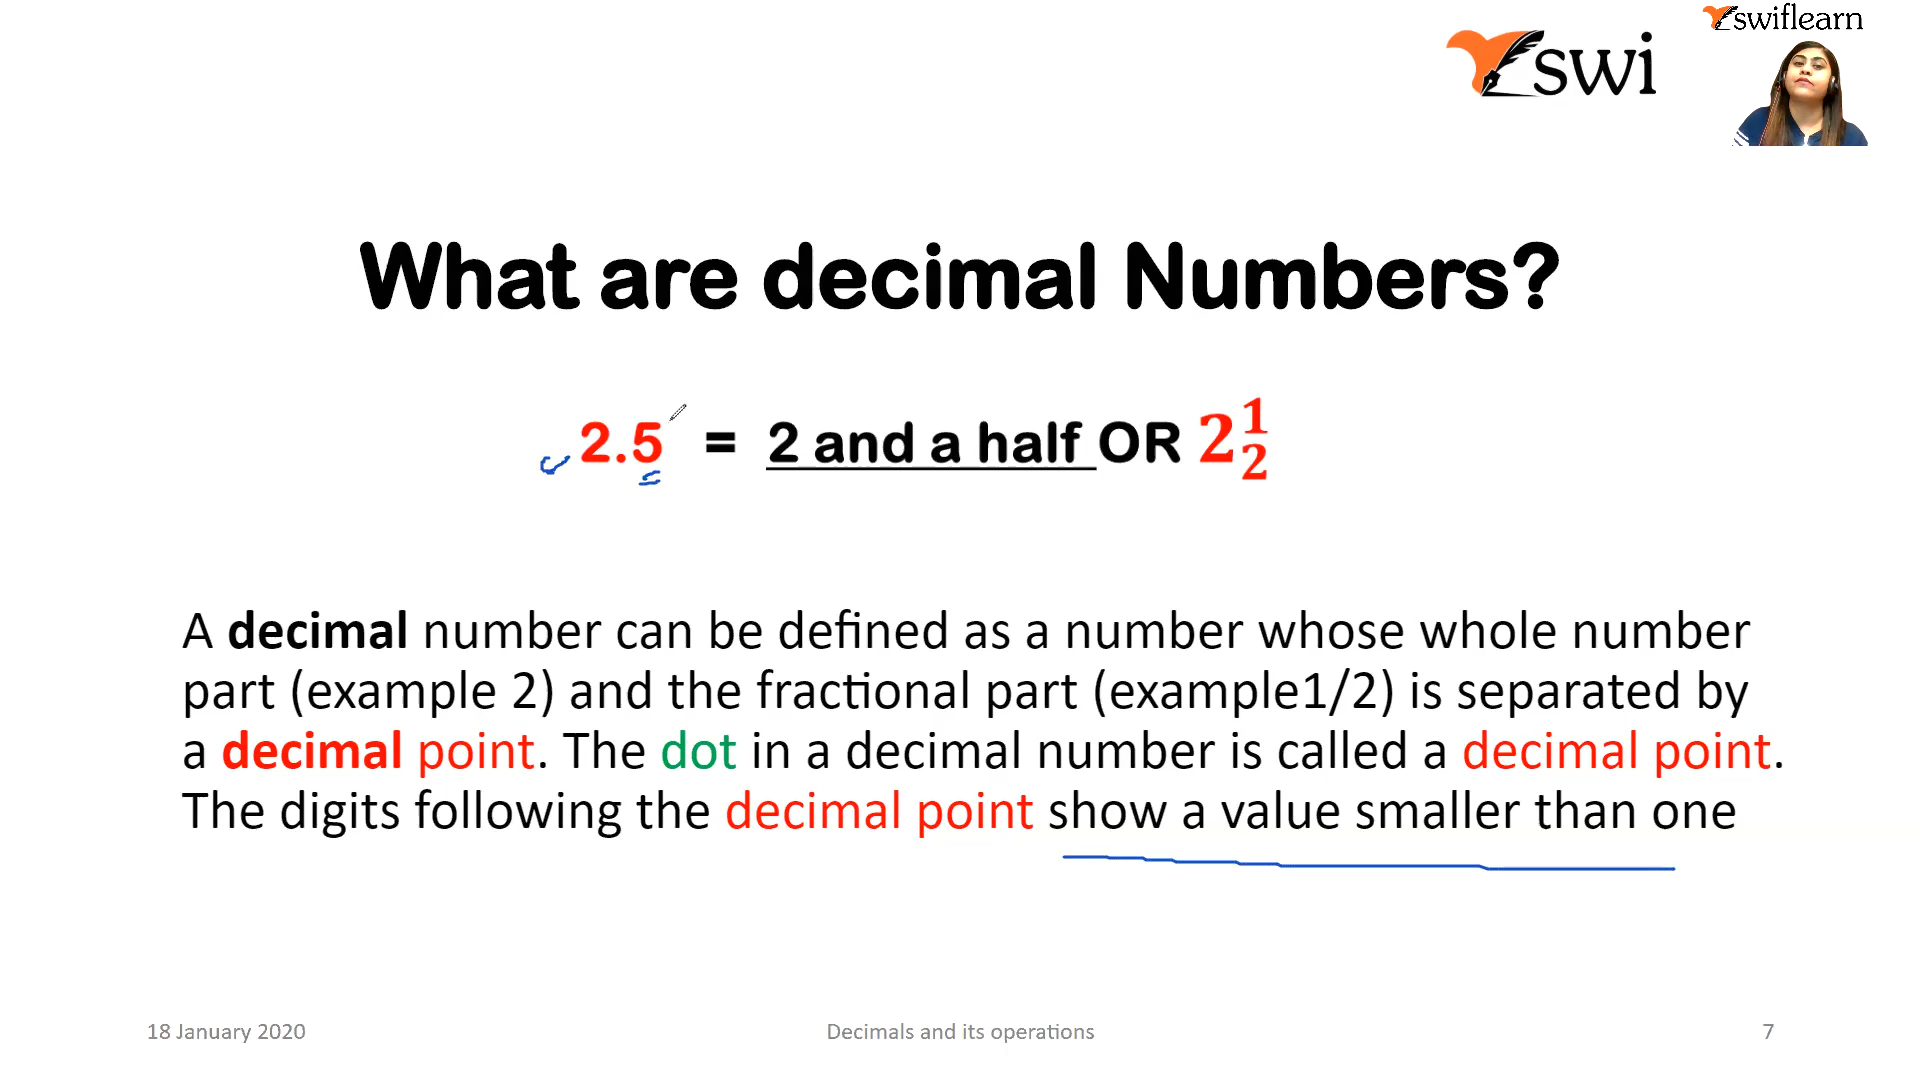 swiflearn
swi
What are decimal Numbers?
2.5 = 2 and a half OR 2 1/2
A decimal number can be defined as a number whose whole number
part (example 2) and the fractional part (example1/2) is separated by
a decimal point. The dot in a decimal number is called a decimal point.
The digits following the decimal point show a value smaller than one
18 January 2020 Decimals and its operations 7